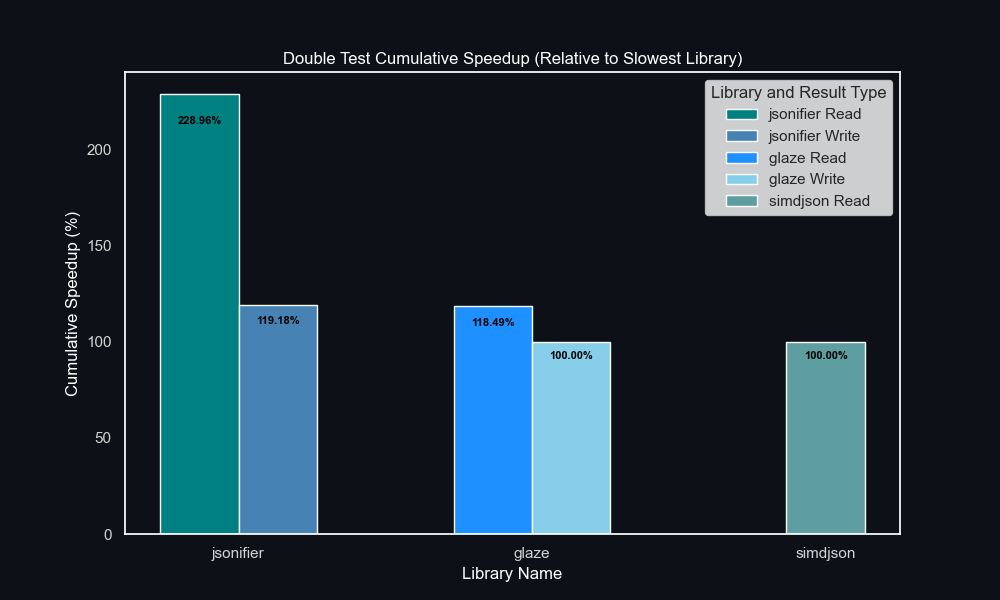 Double Test Cumulative Speedup (Relative to Slowest Library)
Library and Result Type
jsonifier Read
jsonifier Write
glaze Read
glaze Write
simdjson Read
Cumulative Speedup (%)
200
150
100
50
0
228.96%
119.18%
118.49%
100.00%
100.00%
jsonifier
glaze
simdjson
Library Name